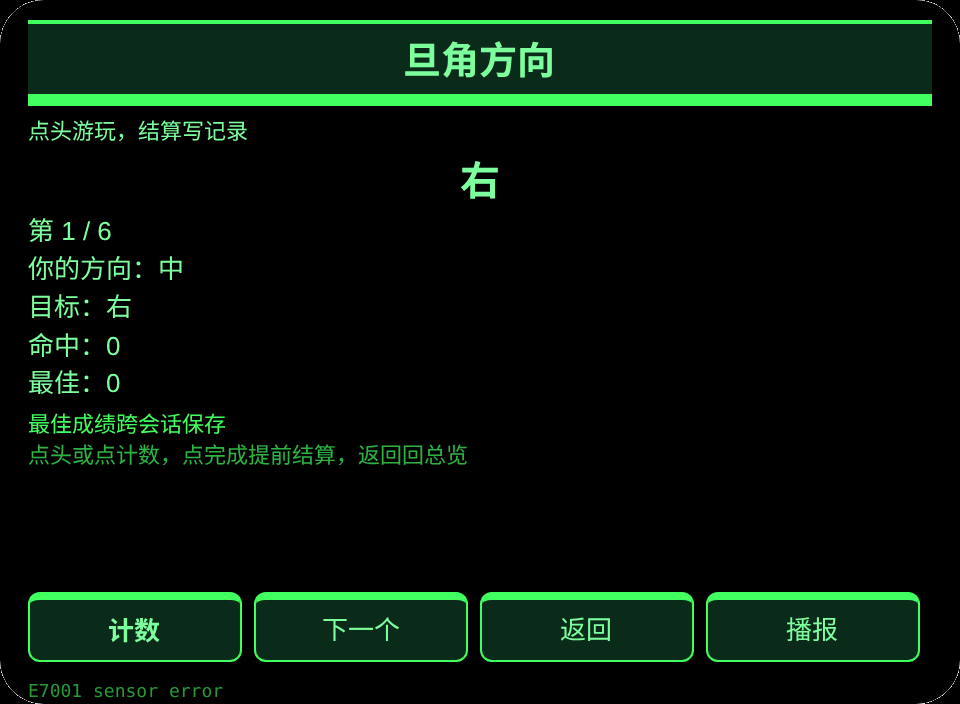 旦角方向
点头游玩，结算写记录
右
第 1 / 6
你的方向：中
目标：右
命中：0
最佳：0
最佳成绩跨会话保存
点头或点计数，点完成提前结算，返回回总览
计数
下一个
返回
播报
E7001 sensor error